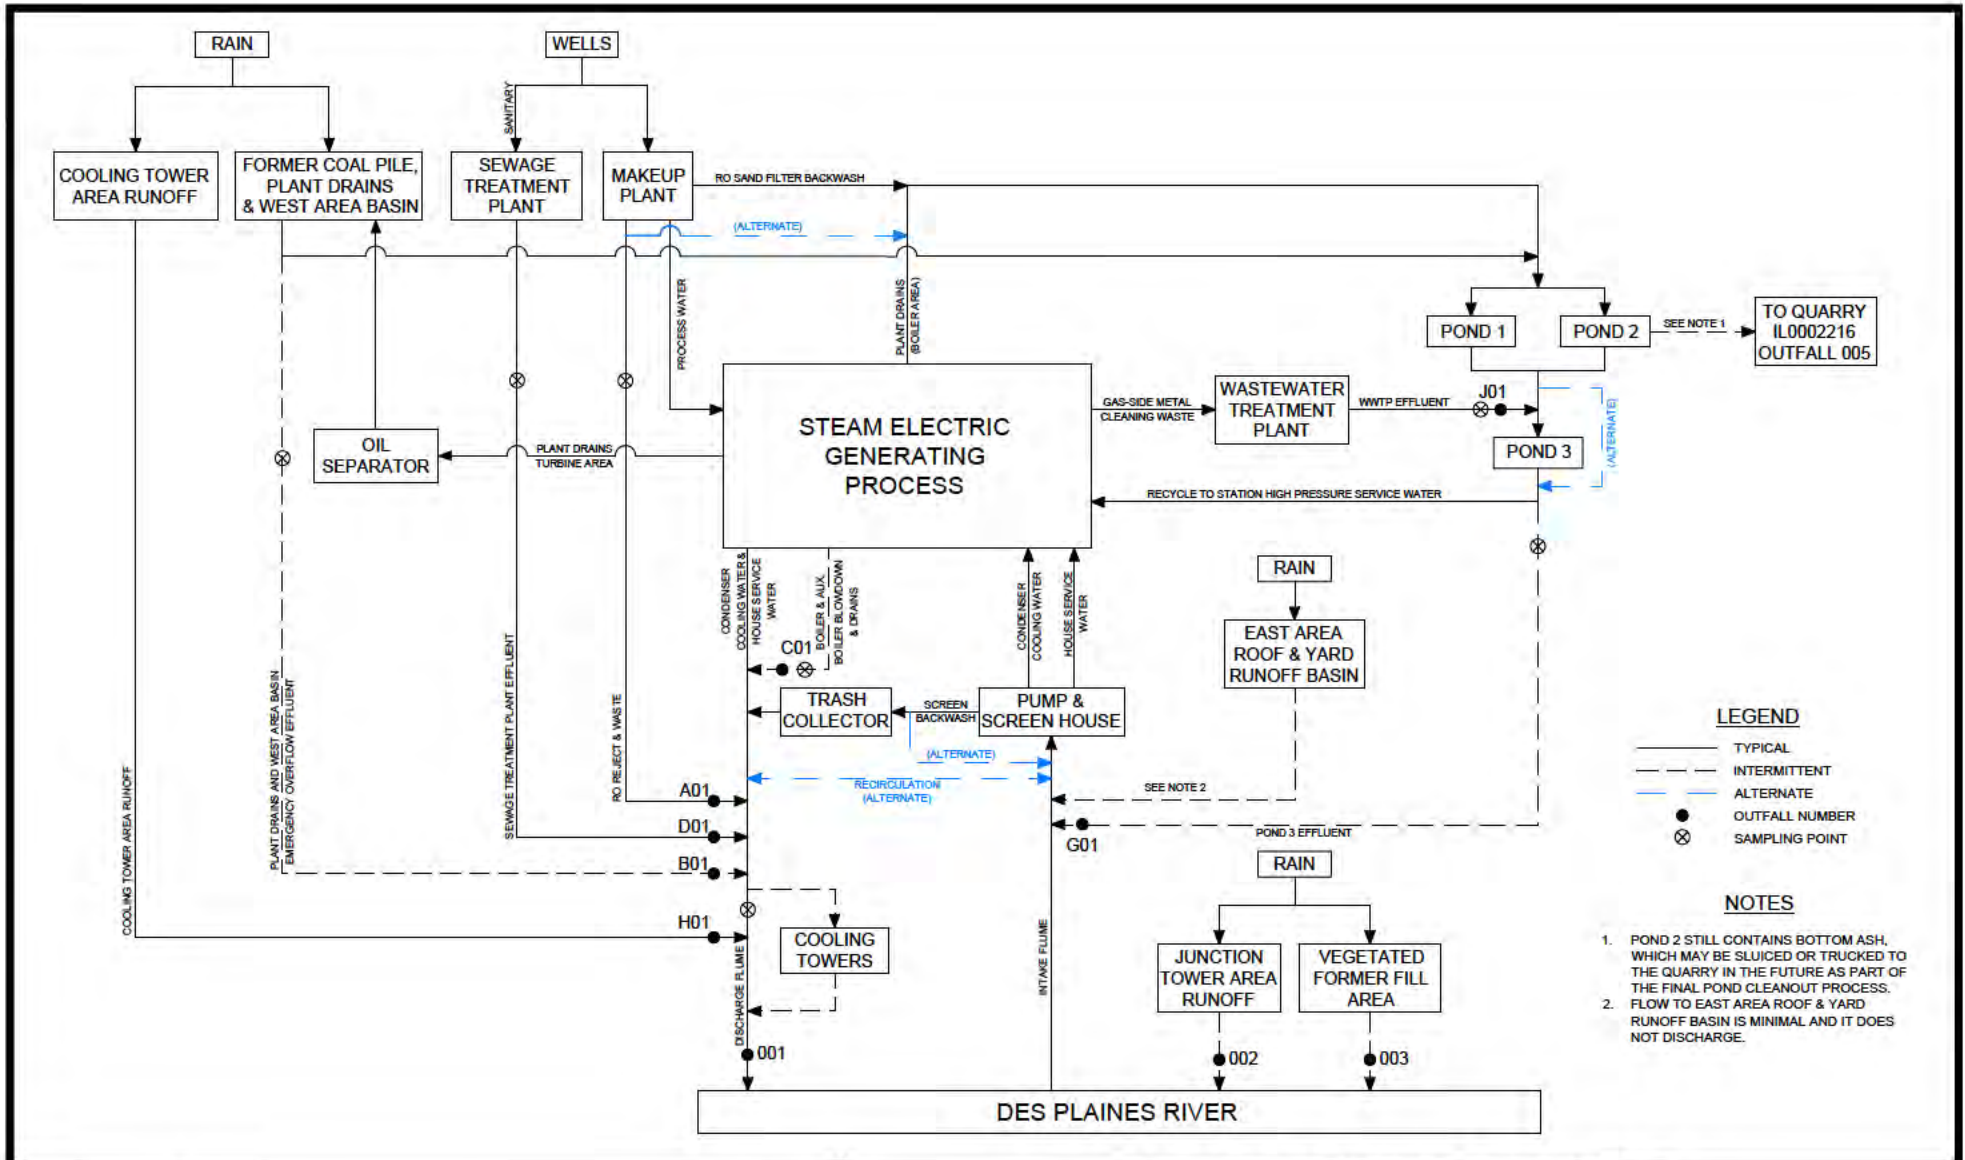 RAIN
WELLS
SANITARY
COOLING TOWER
AREA RUNOFF
FORMER COAL PILE,
PLANT DRAINS
& WEST AREA BASIN
SEWAGE
TREATMENT
PLANT
MAKEUP
PLANT
RO SAND FILTER BACKWASH
(ALTERNATE)
PROCESS WATER
PLANT DRAINS
(BOILER AREA)
POND 1
POND 2
SEE NOTE 1
TO QUARRY
IL0002216
OUTFALL 005
STEAM ELECTRIC
GENERATING
PROCESS
GAS-SIDE METAL
CLEANING WASTE
WASTEWATER
TREATMENT
PLANT
WWTP EFFLUENT
J01
(ALTERNATE)
POND 3
OIL
SEPARATOR
PLANT DRAINS
TURBINE AREA
RECYCLE TO STATION HIGH PRESSURE SERVICE WATER
CONDENSER
COOLING WATER &
HOUSE SERVICE
WATER
BOILER & AUX.
BOILER BLOWDOWN
& DRAINS
C01
CONDENSER
COOLING WATER
HOUSE SERVICE
WATER
RAIN
EAST AREA
ROOF & YARD
RUNOFF BASIN
TRASH
COLLECTOR
SCREEN
BACKWASH
PUMP &
SCREEN HOUSE
(ALTERNATE)
RECIRCULATION
(ALTERNATE)
SEE NOTE 2
POND 3 EFFLUENT
G01
COOLING TOWER AREA RUNOFF
PLANT DRAINS AND WEST AREA BASIN
EMERGENCY OVERFLOW EFFLUENT
SEWAGE TREATMENT PLANT EFFLUENT
RO REJECT & WASTE
A01
D01
B01
H01
COOLING
TOWERS
DISCHARGE FLUME
INTAKE FLUME
RAIN
JUNCTION
TOWER AREA
RUNOFF
VEGETATED
FORMER FILL
AREA
001
002
003
DES PLAINES RIVER
LEGEND
TYPICAL
INTERMITTENT
ALTERNATE
OUTFALL NUMBER
SAMPLING POINT
NOTES
1. POND 2 STILL CONTAINS BOTTOM ASH,
WHICH MAY BE SLUICED OR TRUCKED TO
THE QUARRY IN THE FUTURE AS PART OF
THE FINAL POND CLEANOUT PROCESS.
2. FLOW TO EAST AREA ROOF & YARD
RUNOFF BASIN IS MINIMAL AND IT DOES
NOT DISCHARGE.